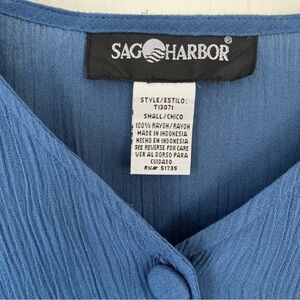 SAG HARBOR®
STYLE/ESTILO:
T13071
SMALL/CHICO
100% RAYON/RAYON
MADE IN INDONESIA
HECHO EN INDONESIA
SEE REVERSE FOR CARE
VER AL DORSO PARA
CUIDADO
RN# 51735